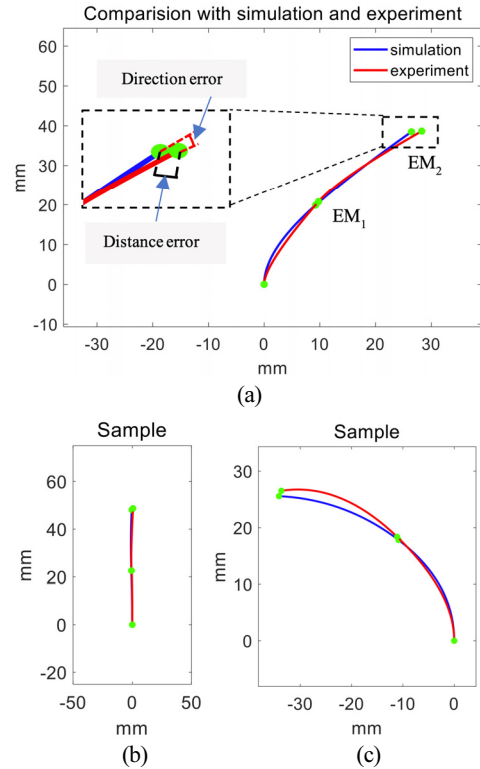 Comparision with simulation and experiment
60
50
40
30
20
10
0
-10
mm
simulation
experiment
Direction error
Distance error
EM2
EM1
-30 -20 -10 0 10 20 30
mm
(a)
Sample
80
60
40
20
0
-20
mm
-50 0 50
mm
(b)
Sample
30
20
10
0
mm
-30 -20 -10 0
mm
(c)